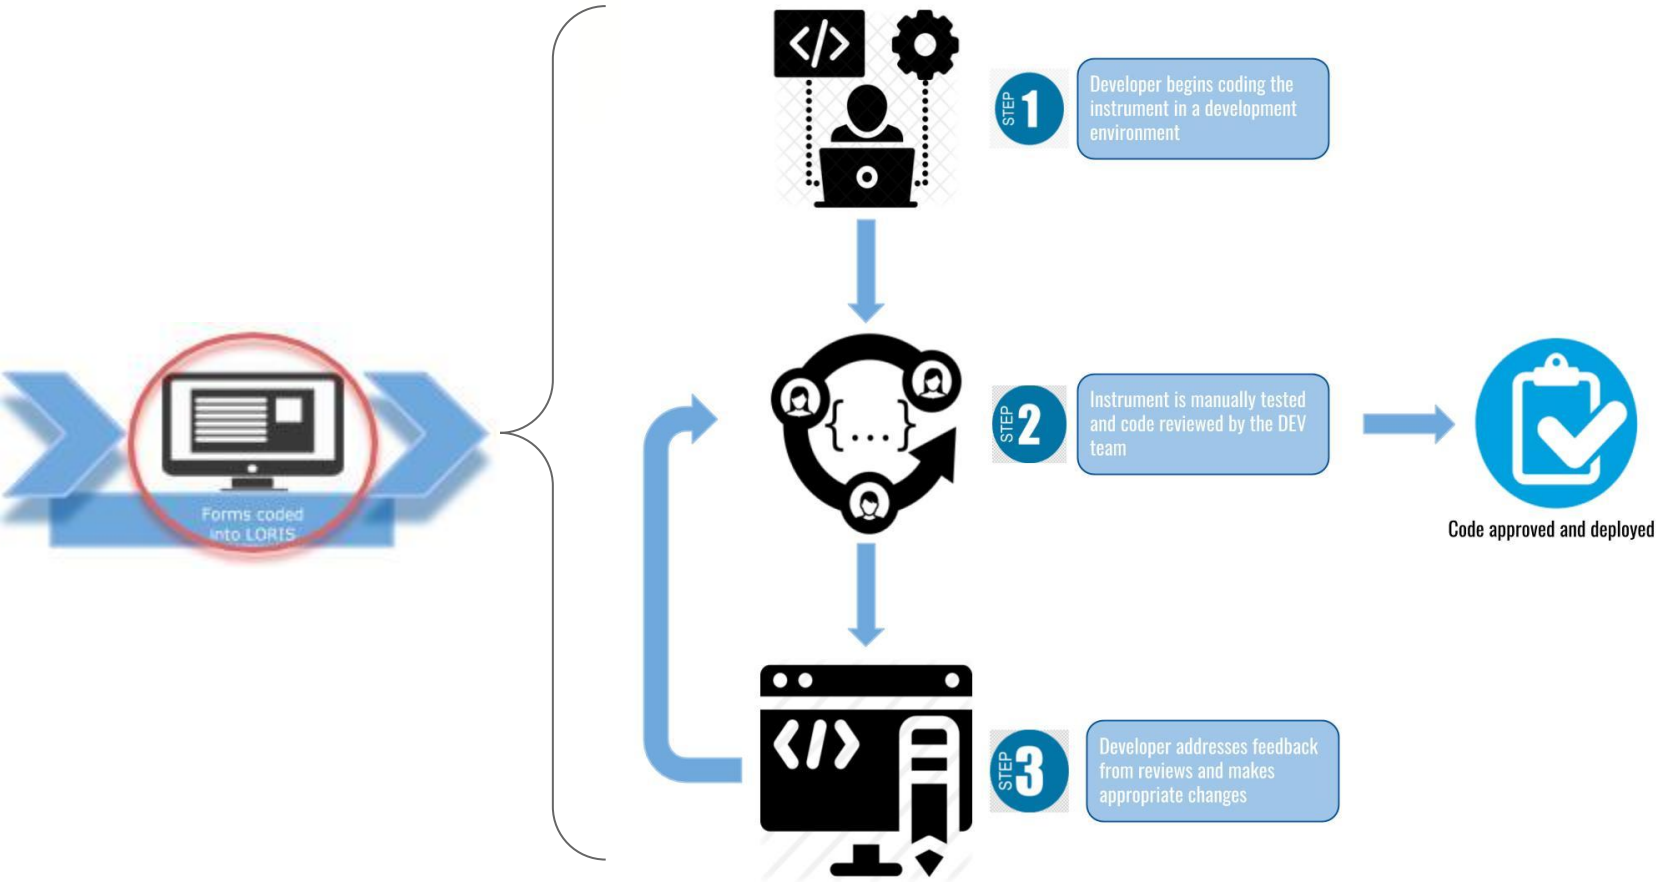 </>
STEP 1
Developer begins coding the
instrument in a development
environment
Forms coded
into LORIS
{...}
STEP 2
Instrument is manually tested
and code reviewed by the DEV
team
Code approved and deployed
</>
STEP 3
Developer addresses feedback
from reviews and makes
appropriate changes